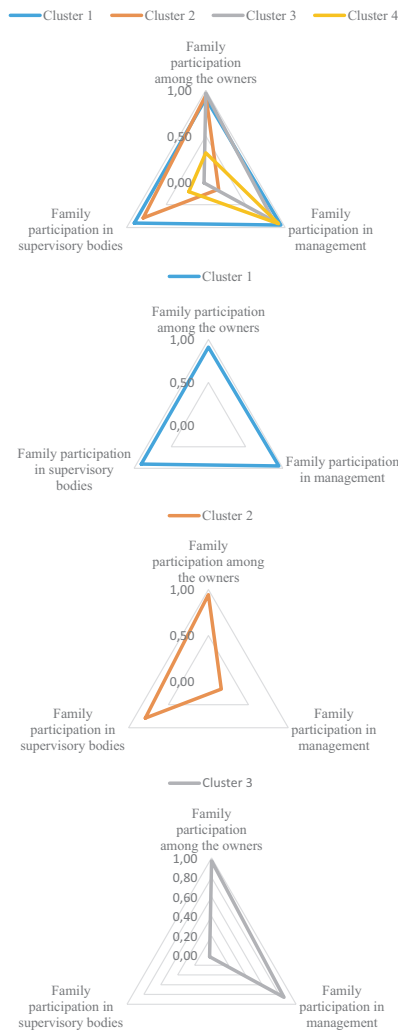 Cluster 1 Cluster 2 Cluster 3 Cluster 4
Family
participation
among the owners
1,00
0,50
0,00
Family
participation in
supervisory bodies
Family
participation in
management
Cluster 1
Family participation
among the owners
1,00
0,50
0,00
Family participation
in supervisory
bodies
Family participation
in management
Cluster 2
Family
participation among
the owners
1,00
0,50
0,00
Family
participation in
supervisory bodies
Family
participation in
management
Cluster 3
Family
participation
among the owners
1,00
0,80
0,60
0,40
0,20
0,00
Family
participation in
supervisory bodies
Family
participation in
management